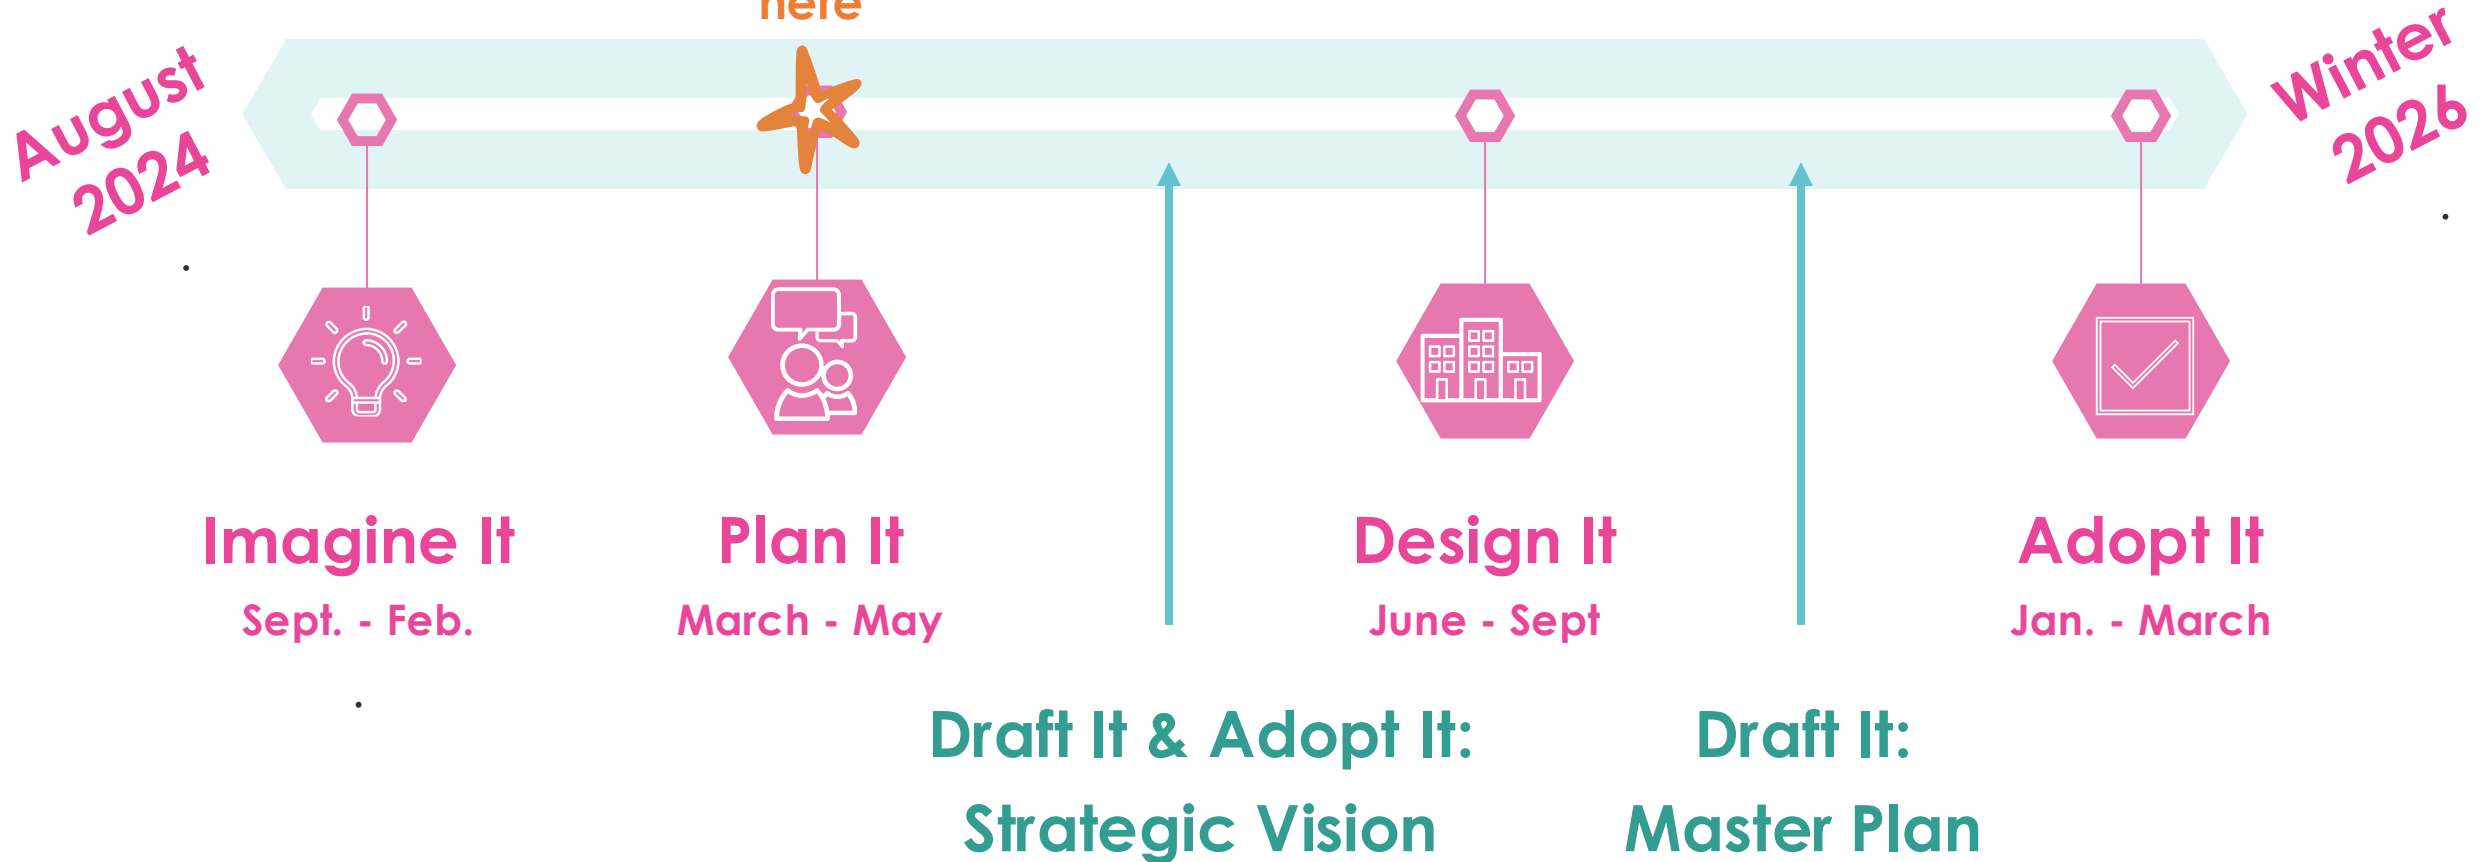 here
August
2024
Winter
2026
Imagine It
Sept. - Feb.
Plan It
March - May
Design It
June - Sept
Adopt It
Jan. - March
Draft It & Adopt It:
Strategic Vision
Draft It:
Master Plan